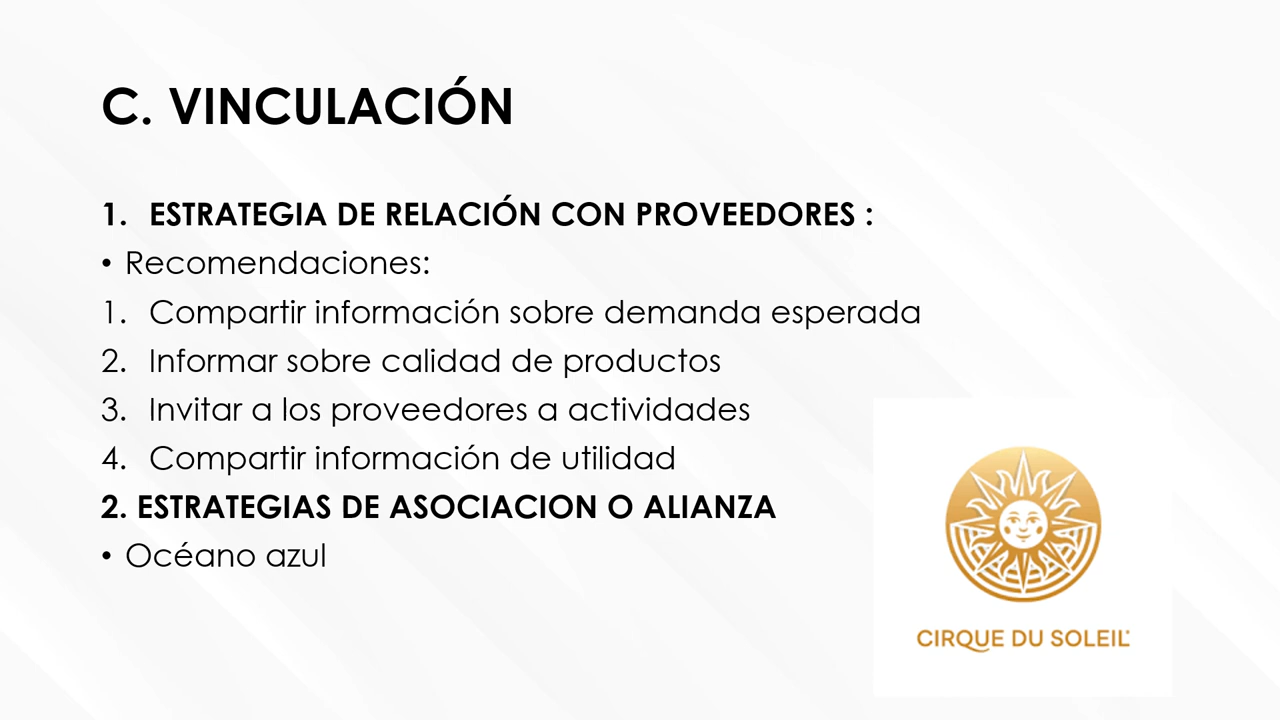 C. VINCULACIÓN
1. ESTRATEGIA DE RELACIÓN CON PROVEEDORES :
• Recomendaciones:
1. Compartir información sobre demanda esperada
2. Informar sobre calidad de productos
3. Invitar a los proveedores a actividades
4. Compartir información de utilidad
2. ESTRATEGIAS DE ASOCIACION O ALIANZA
• Océano azul
CIRQUE DU SOLEIL